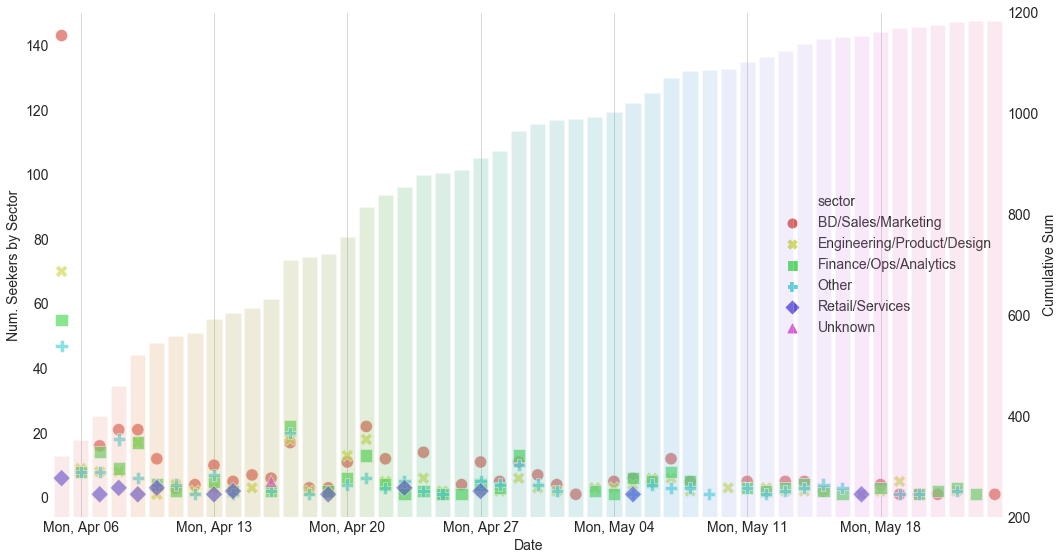 1200
140
120
1000
100
80
800
sector
BD/Sales/Marketing
Engineering/Product/Design
Finance/Ops/Analytics
Other
Retail/Services
Unknown
Num. Seekers by Sector
Cumulative Sum
60
600
40
400
20
0
200
Mon, Apr 06 Mon, Apr 13 Mon, Apr 20 Mon, Apr 27 Mon, May 04 Mon, May 11 Mon, May 18
Date